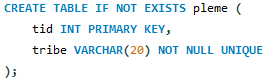 CREATE TABLE IF NOT EXISTS pleme (
    tid INT PRIMARY KEY,
    tribe VARCHAR(20) NOT NULL UNIQUE
);